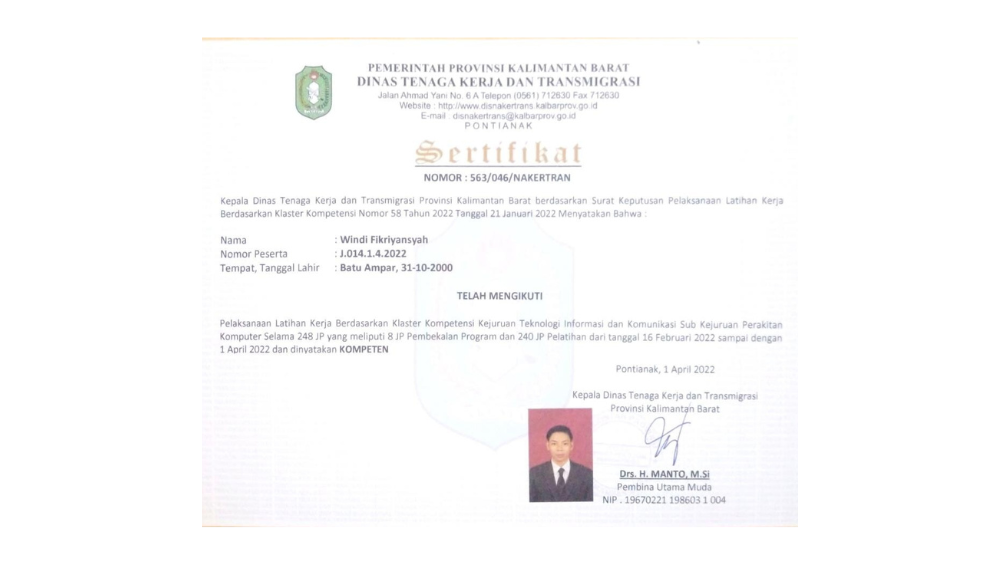 PEMERINTAH PROVINSI KALIMANTAN BARAT
DINAS TENAGA KERJA DAN TRANSMIGRASI
Jalan Ahmad Yani No. 6 A Telepon (0561) 712630 Fax 712630
Website : http://www.disnakertrans.kalbarprov.go.id
E-mail . disnakertrans@kalbarprov.go.id
PONTIANAK
Sertifikat
NOMOR : 563/046/NAKERTRAN
Kepala Dinas Tenaga Kerja dan Transmigrasi Provinsi Kalimantan Barat berdasarkan Surat Keputusan Pelaksanaan Latihan Kerja
Berdasarkan Klaster Kompetensi Nomor 58 Tahun 2022 Tanggal 21 Januari 2022 Menyatakan Bahwa :
Nama : Windi Fikriyansyah
Nomor Peserta : J.014.1.4.2022
Tempat, Tanggal Lahir : Batu Ampar, 31-10-2000
TELAH MENGIKUTI
Pelaksanaan Latihan Kerja Berdasarkan Klaster Kompetensi Kejuruan Teknologi Informasi dan Komunikasi Sub Kejuruan Perakitan
Komputer Selama 248 JP yang meliputi 8 JP Pembekalan Program dan 240 JP Pelatihan dari tanggal 16 Februari 2022 sampai dengan
1 April 2022 dan dinyatakan KOMPETEN
Pontianak, 1 April 2022
Kepala Dinas Tenaga Kerja dan Transmigrasi
Provinsi Kalimantan Barat
Drs. H. MANTO, M.Si
Pembina Utama Muda
NIP . 19670221 198603 1 004